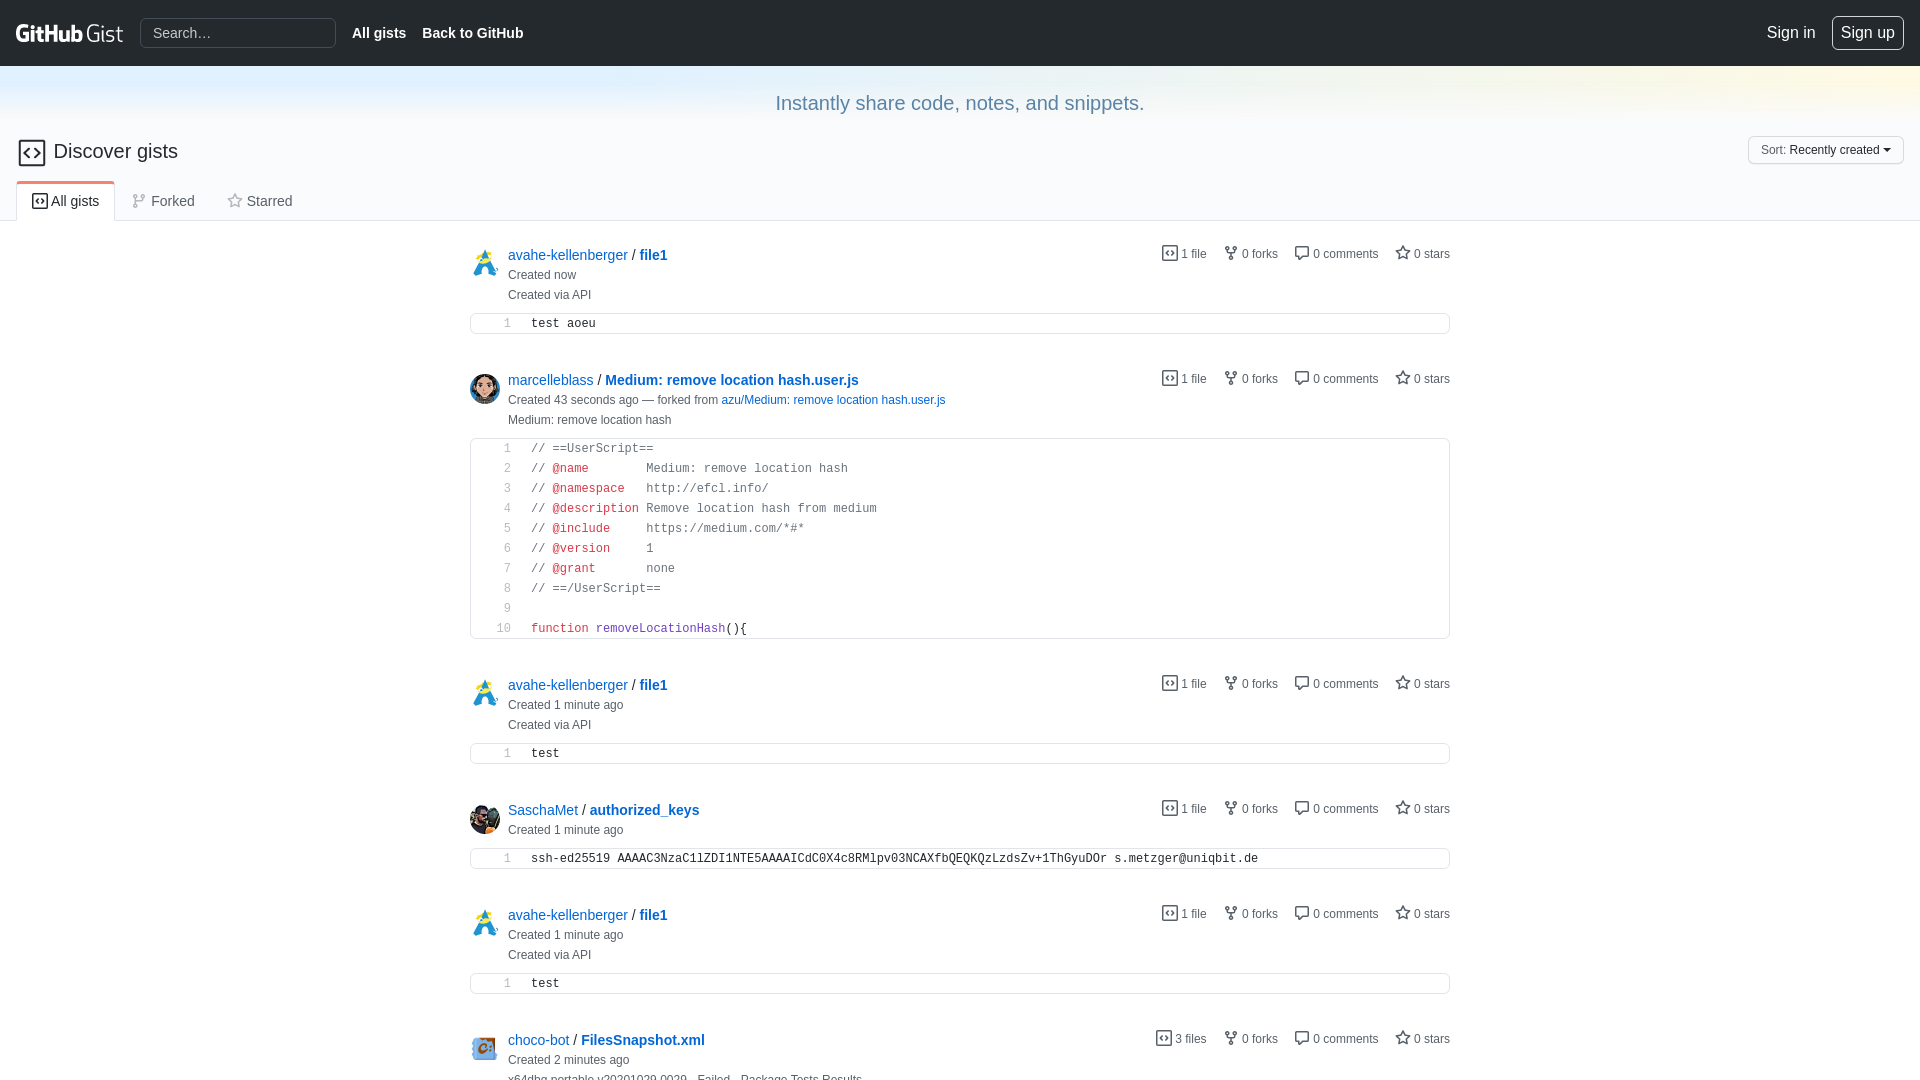 GitHub Gist Search… All gists Back to GitHub Sign in Sign up
Instantly share code, notes, and snippets.
Discover gists
Sort: Recently created
All gists Forked Starred
avahe-kellenberger / file1 1 file 0 forks 0 comments 0 stars
Created now
Created via API
1 test aoeu
marcelleblass / Medium: remove location hash.user.js 1 file 0 forks 0 comments 0 stars
Created 43 seconds ago — forked from azu/Medium: remove location hash.user.js
Medium: remove location hash
1 // ==UserScript==
2 // @name        Medium: remove location hash
3 // @namespace   http://efcl.info/
4 // @description Remove location hash from medium
5 // @include     https://medium.com/*#*
6 // @version     1
7 // @grant       none
8 // ==/UserScript==
9
10 function removeLocationHash(){
avahe-kellenberger / file1 1 file 0 forks 0 comments 0 stars
Created 1 minute ago
Created via API
1 test
SaschaMet / authorized_keys 1 file 0 forks 0 comments 0 stars
Created 1 minute ago
1 ssh-ed25519 AAAAC3NzaC1lZDI1NTE5AAAAICdC0X4c8RMlpv03NCAXfbQEQKQzLzdsZv+1ThGyuDOr s.metzger@uniqbit.de
avahe-kellenberger / file1 1 file 0 forks 0 comments 0 stars
Created 1 minute ago
Created via API
1 test
choco-bot / FilesSnapshot.xml 3 files 0 forks 0 comments 0 stars
Created 2 minutes ago
x64dbg.portable v20201029.0029 - Failed - Package Tests Results